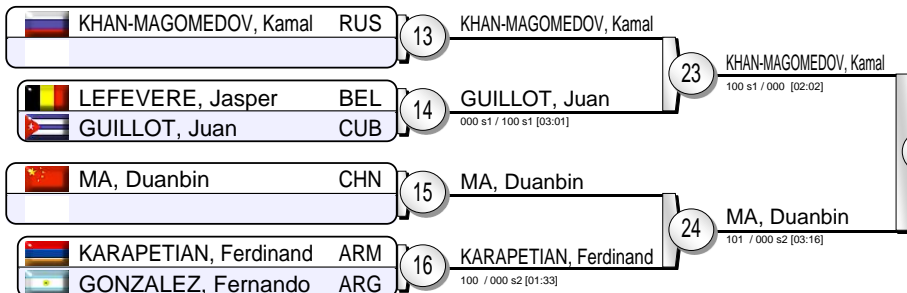 KHAN-MAGOMEDOV, Kamal RUS
13
KHAN-MAGOMEDOV, Kamal
LEFEVERE, Jasper BEL
GUILLOT, Juan CUB
14
GUILLOT, Juan
000 s1 / 100 s1 [03:01]
23
KHAN-MAGOMEDOV, Kamal
100 s1 / 000 [02:02]
MA, Duanbin CHN
15
MA, Duanbin
KARAPETIAN, Ferdinand ARM
GONZALEZ, Fernando ARG
16
KARAPETIAN, Ferdinand
100 / 000 s2 [01:33]
24
MA, Duanbin
101 / 000 s2 [03:16]